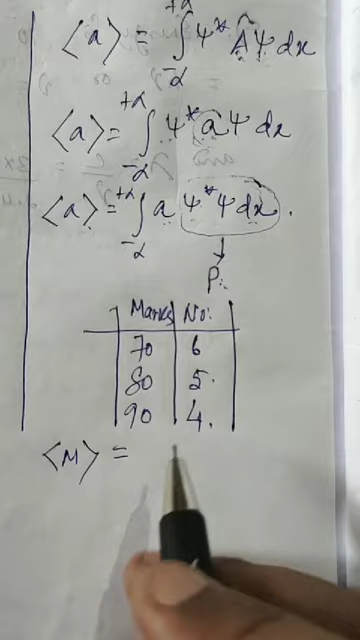 ⟨a⟩ = ∫_{-α}^{+α} ψ* Â ψ dx
⟨a⟩ = ∫_{-α}^{+α} ψ* a ψ dx
⟨a⟩ = ∫_{-α}^{+α} a ψ* ψ dx .
↓
P.
Marks No.
70 6
80 5.
90 4.
⟨M⟩ =